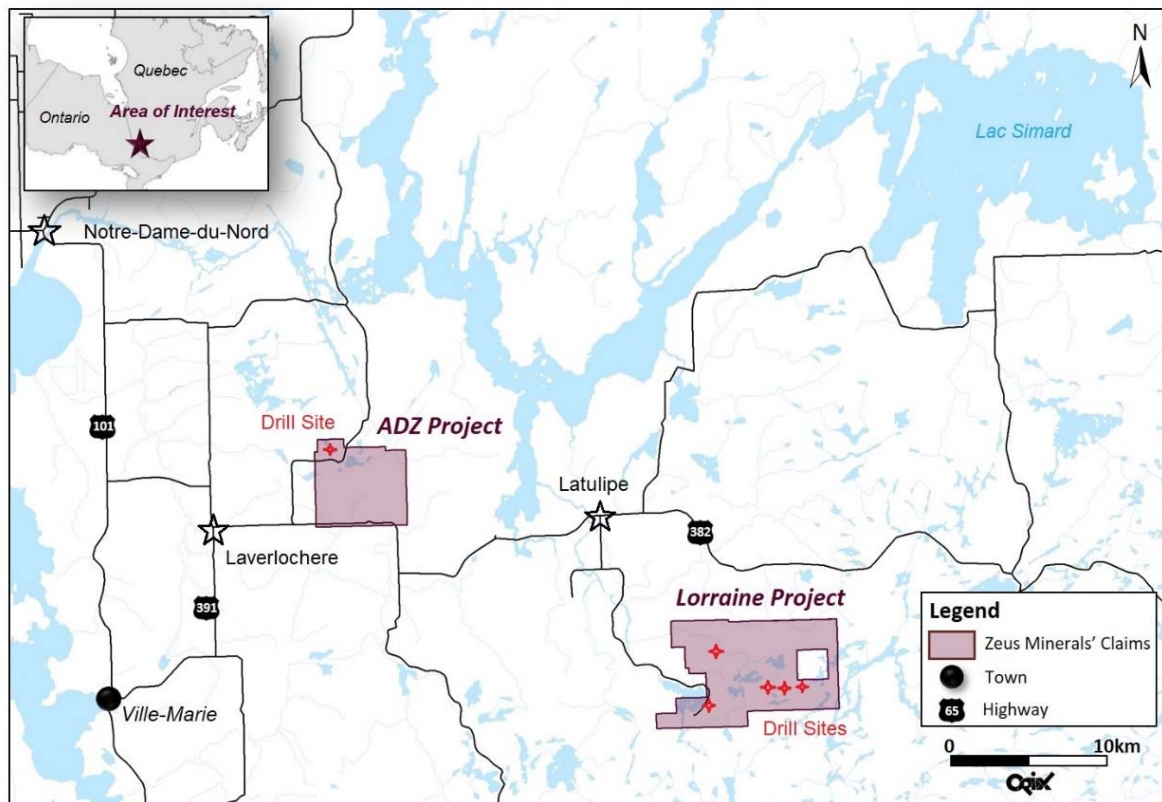 Quebec
Ontario
Area of Interest
N
Lac Simard
Notre-Dame-du-Nord
101
Drill Site
ADZ Project
Latulipe
382
Laverlochere
391
Lorraine Project
Drill Sites
Ville-Marie
Legend
Zeus Minerals' Claims
Town
65 Highway
0 10km